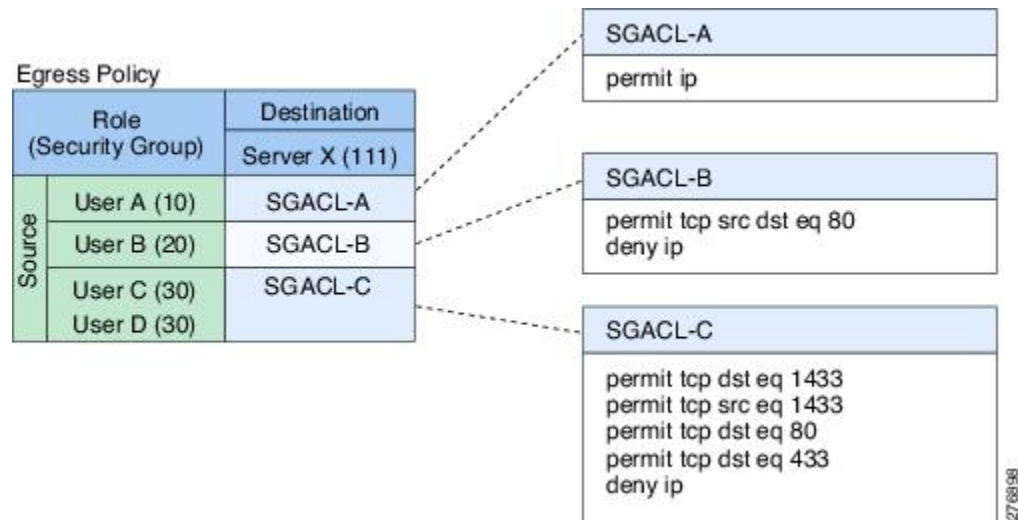 Egress Policy
Role
(Security Group)
Destination
Server X (111)
Source
User A (10)
SGACL-A
User B (20)
SGACL-B
User C (30)
User D (30)
SGACL-C
SGACL-A
permit ip
SGACL-B
permit tcp src dst eq 80
deny ip
SGACL-C
permit tcp dst eq 1433
permit tcp src eq 1433
permit tcp dst eq 80
permit tcp dst eq 433
deny ip
276898